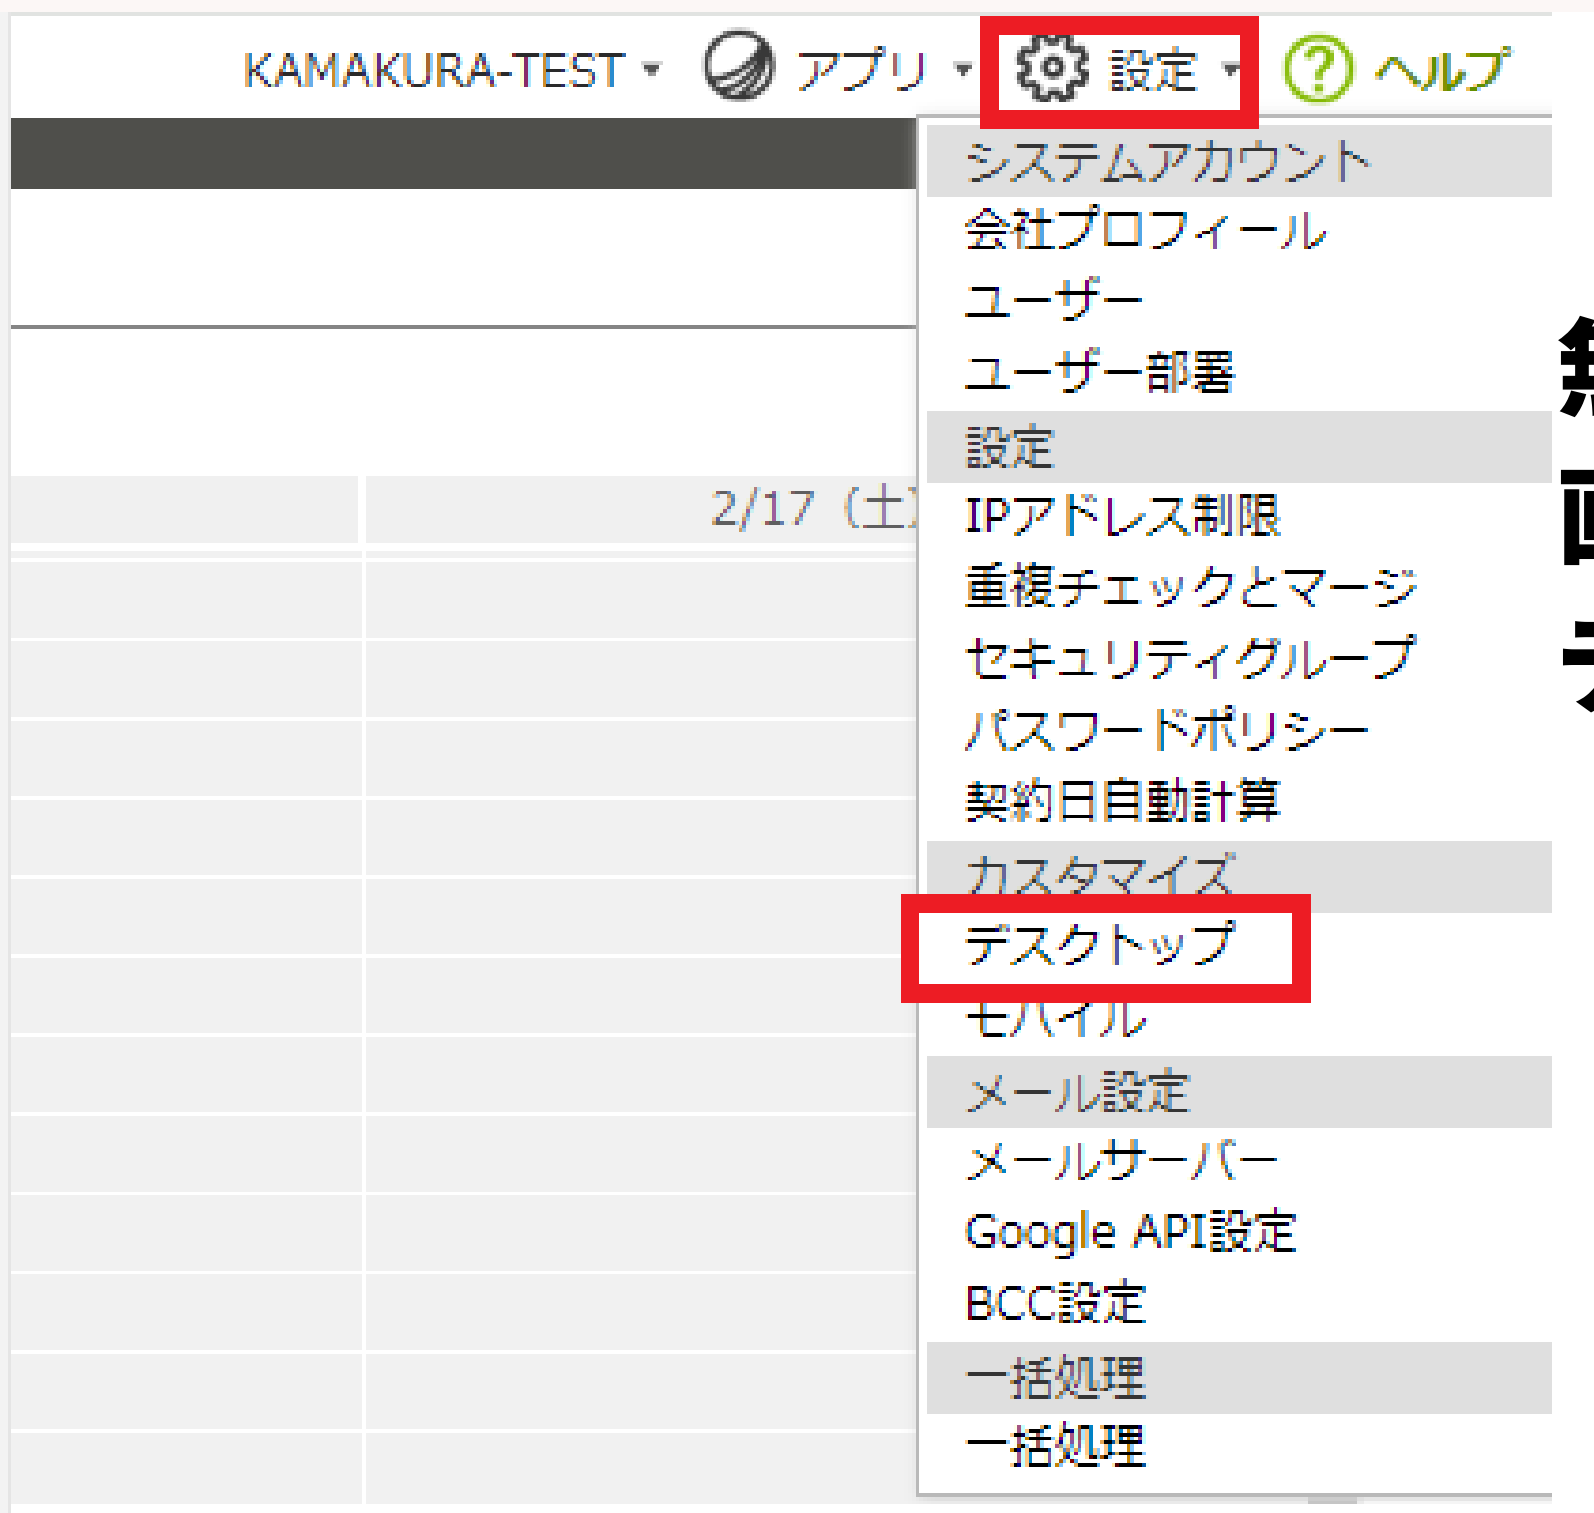 KAMAKURA-TEST アプリ 設定 ヘルプ
システムアカウント
会社プロフィール
ユーザー
ユーザー部署
設定
2/17（土）
IPアドレス制限
重複チェックとマージ
セキュリティグループ
パスワードポリシー
契約日自動計算
カスタマイズ
デスクトップ
モバイル
メール設定
メールサーバー
Google API設定
BCC設定
一括処理
一括処理